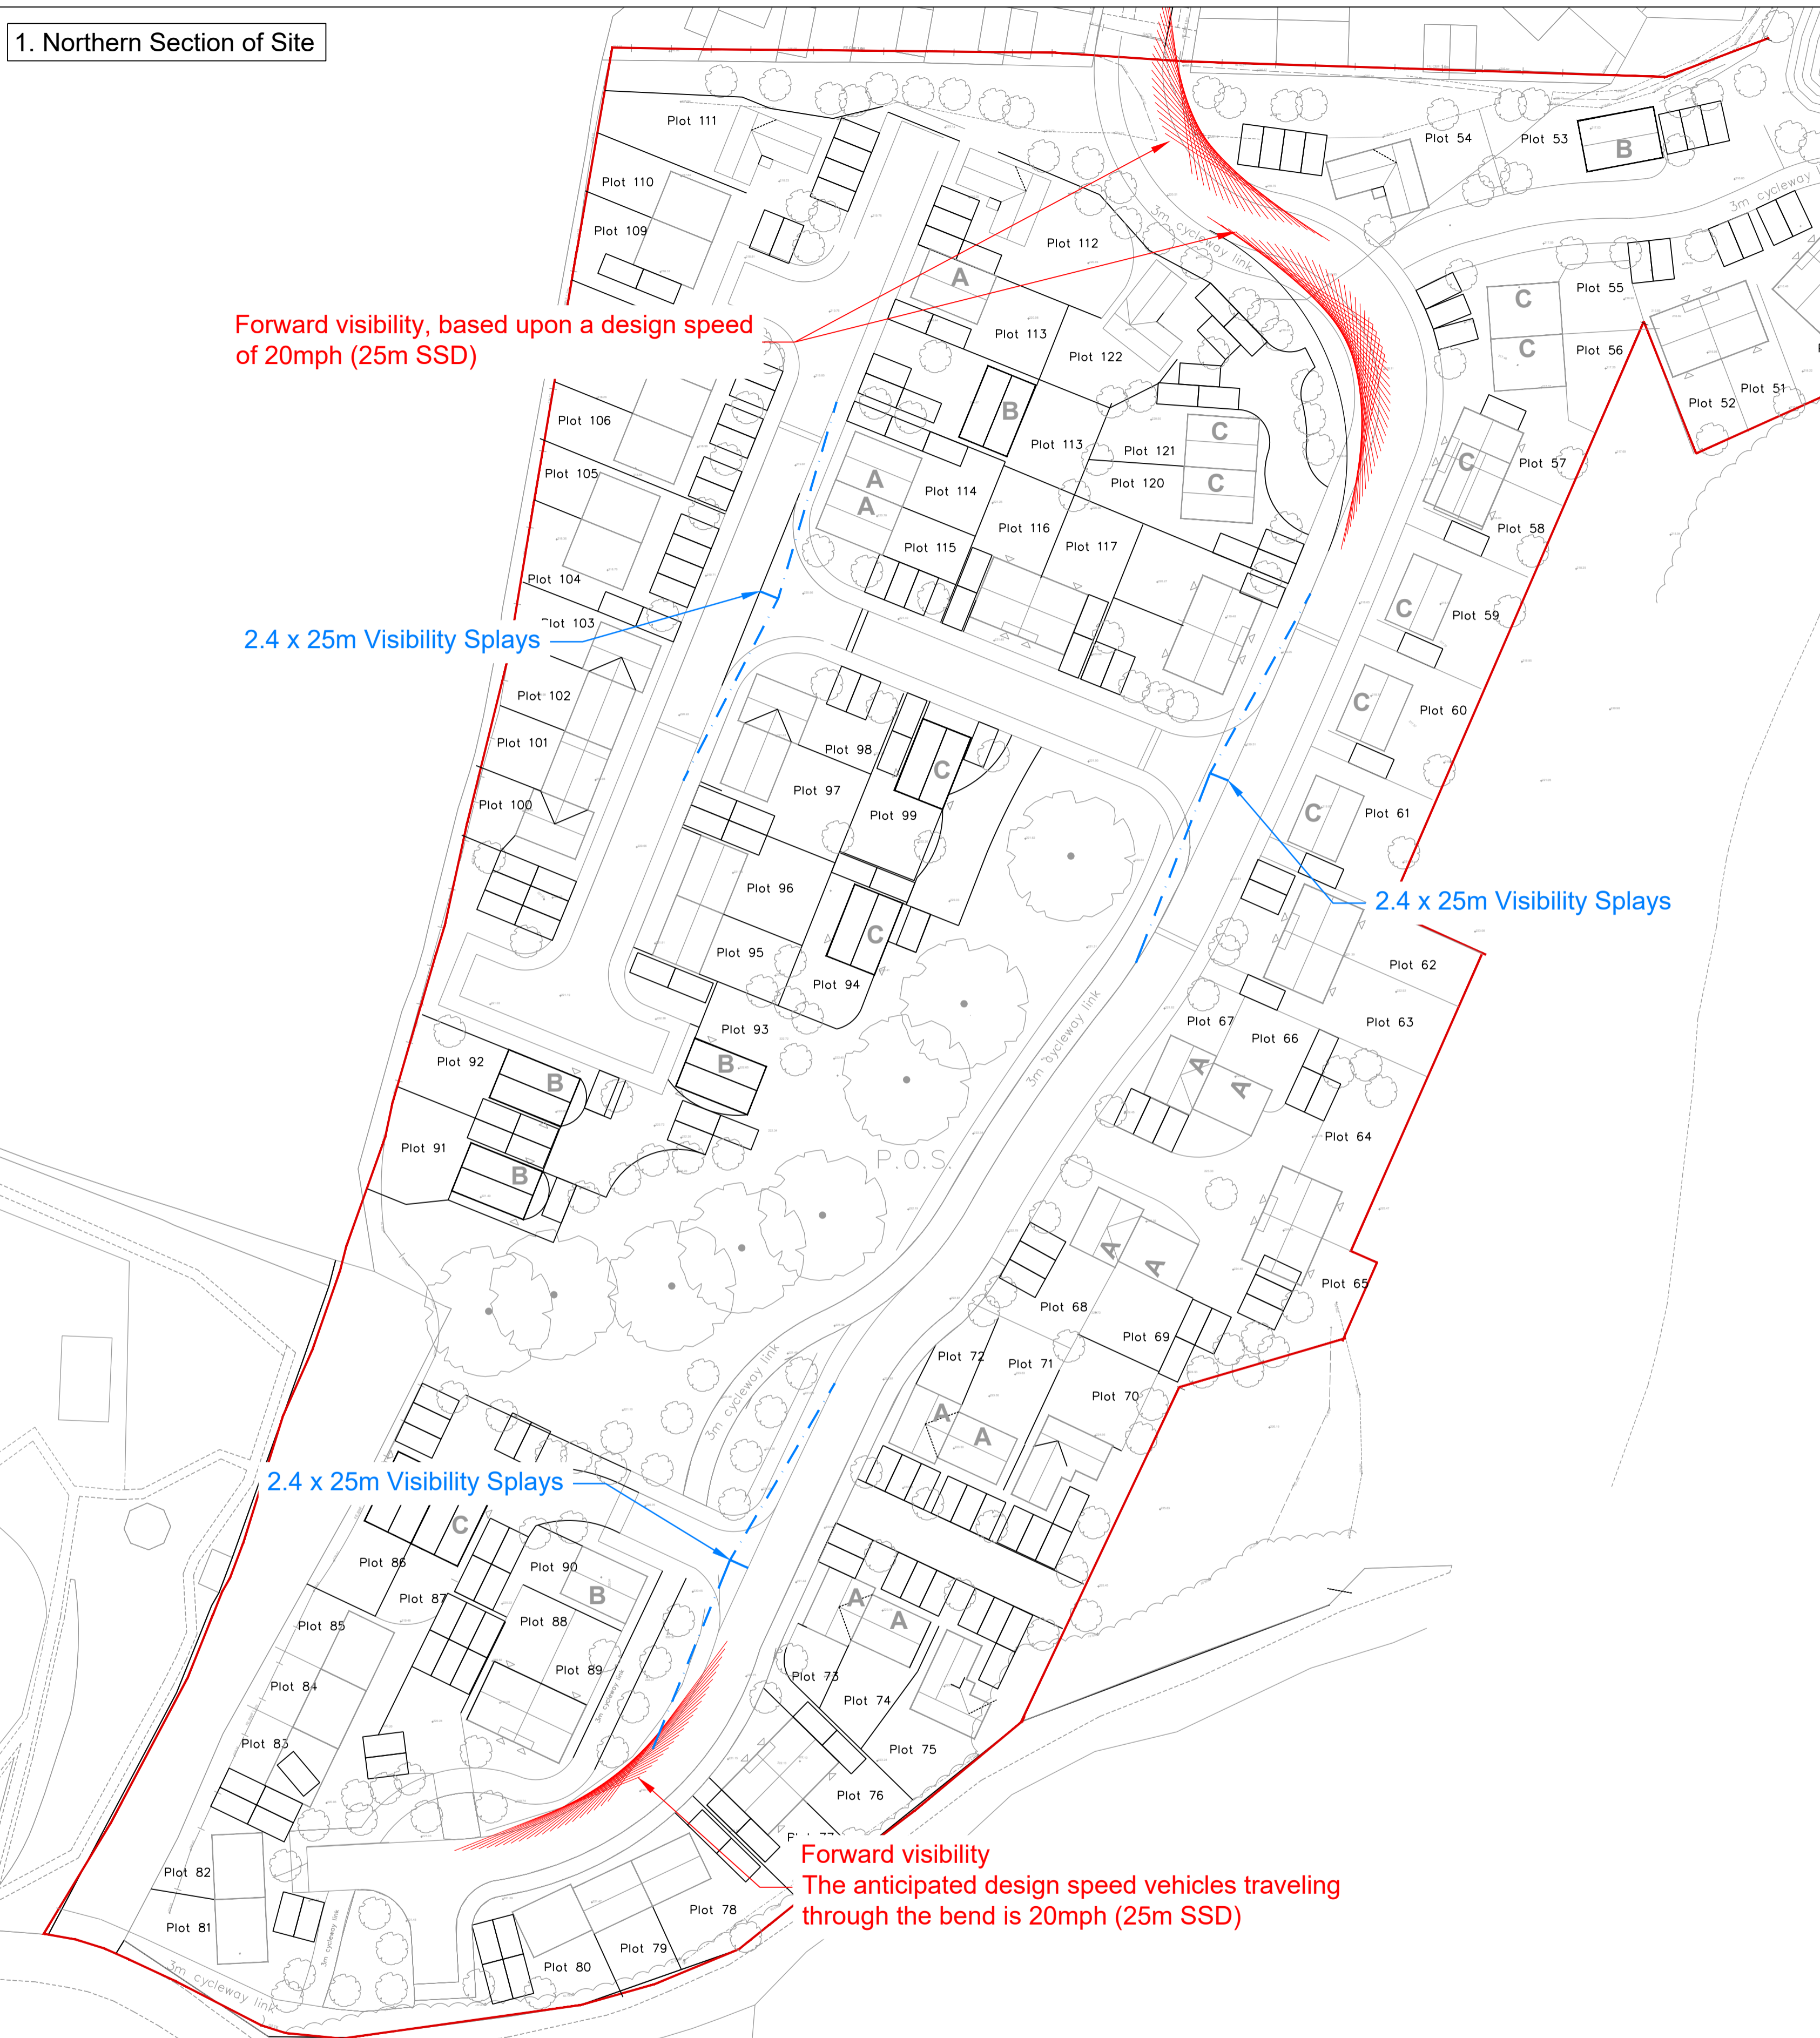 1. Northern Section of Site
Plot 111
Plot 54
Plot 53
B
Plot 110
3m cycleway link
3m cycleway
Plot 109
Plot 112
A
Plot 55
C
Forward visibility, based upon a design speed
of 20mph (25m SSD)
Plot 113
Plot 122
C
Plot 56
Plot 51
Plot 52
Plot 106
B
Plot 113
Plot 121
C
Plot 105
A
Plot 114
Plot 120
C
C
Plot 57
A
Plot 116
Plot 58
Plot 115
Plot 117
Plot 104
C
Plot 59
2.4 x 25m Visibility Splays
Plot 102
C
Plot 60
Plot 101
Plot 98
C
Plot 100
Plot 97
Plot 99
C
Plot 61
Plot 96
2.4 x 25m Visibility Splays
Plot 95
C
Plot 62
Plot 94
3m cycleway link
Plot 67
Plot 66
Plot 63
Plot 93
Plot 92
B
B
A
A
Plot 91
B
P.O.S.
Plot 64
A
A
Plot 65
Plot 68
Plot 69
Plot 72
Plot 71
3m cycleway link
Plot 70
A
A
2.4 x 25m Visibility Splays
C
Plot 86
Plot 90
B
Plot 87
Plot 88
A
A
Plot 85
Plot 89
3m cycleway link
Plot 73
Plot 84
Plot 74
Plot 83
Plot 75
Plot 76
Forward visibility
The anticipated design speed vehicles traveling
through the bend is 20mph (25m SSD)
Plot 82
Plot 81
3m cycleway link
Plot 78
Plot 79
Plot 80
3m cycleway link